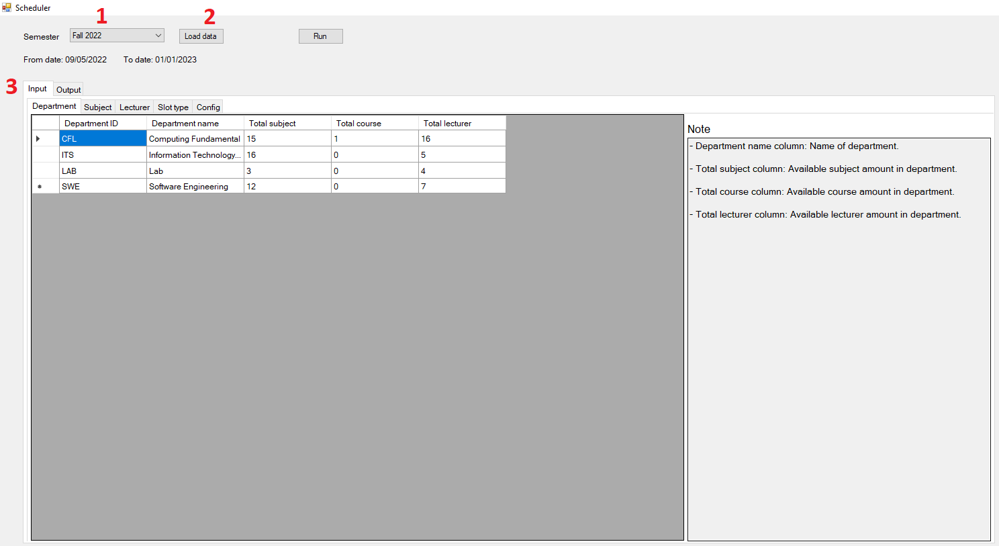 Scheduler
1 2
Semester Fall 2022 Load data Run
From date: 09/05/2022 To date: 01/01/2023
3 Input Output
Department Subject Lecturer Slot type Config
Department ID Department name Total subject Total course Total lecturer
CFL Computing Fundamental 15 1 16
ITS Information Technology... 16 0 5
LAB Lab 3 0 4
SWE Software Engineering 12 0 7
Note
- Department name column: Name of department.
- Total subject column: Available subject amount in department.
- Total course column: Available course amount in department.
- Total lecturer column: Available lecturer amount in department.